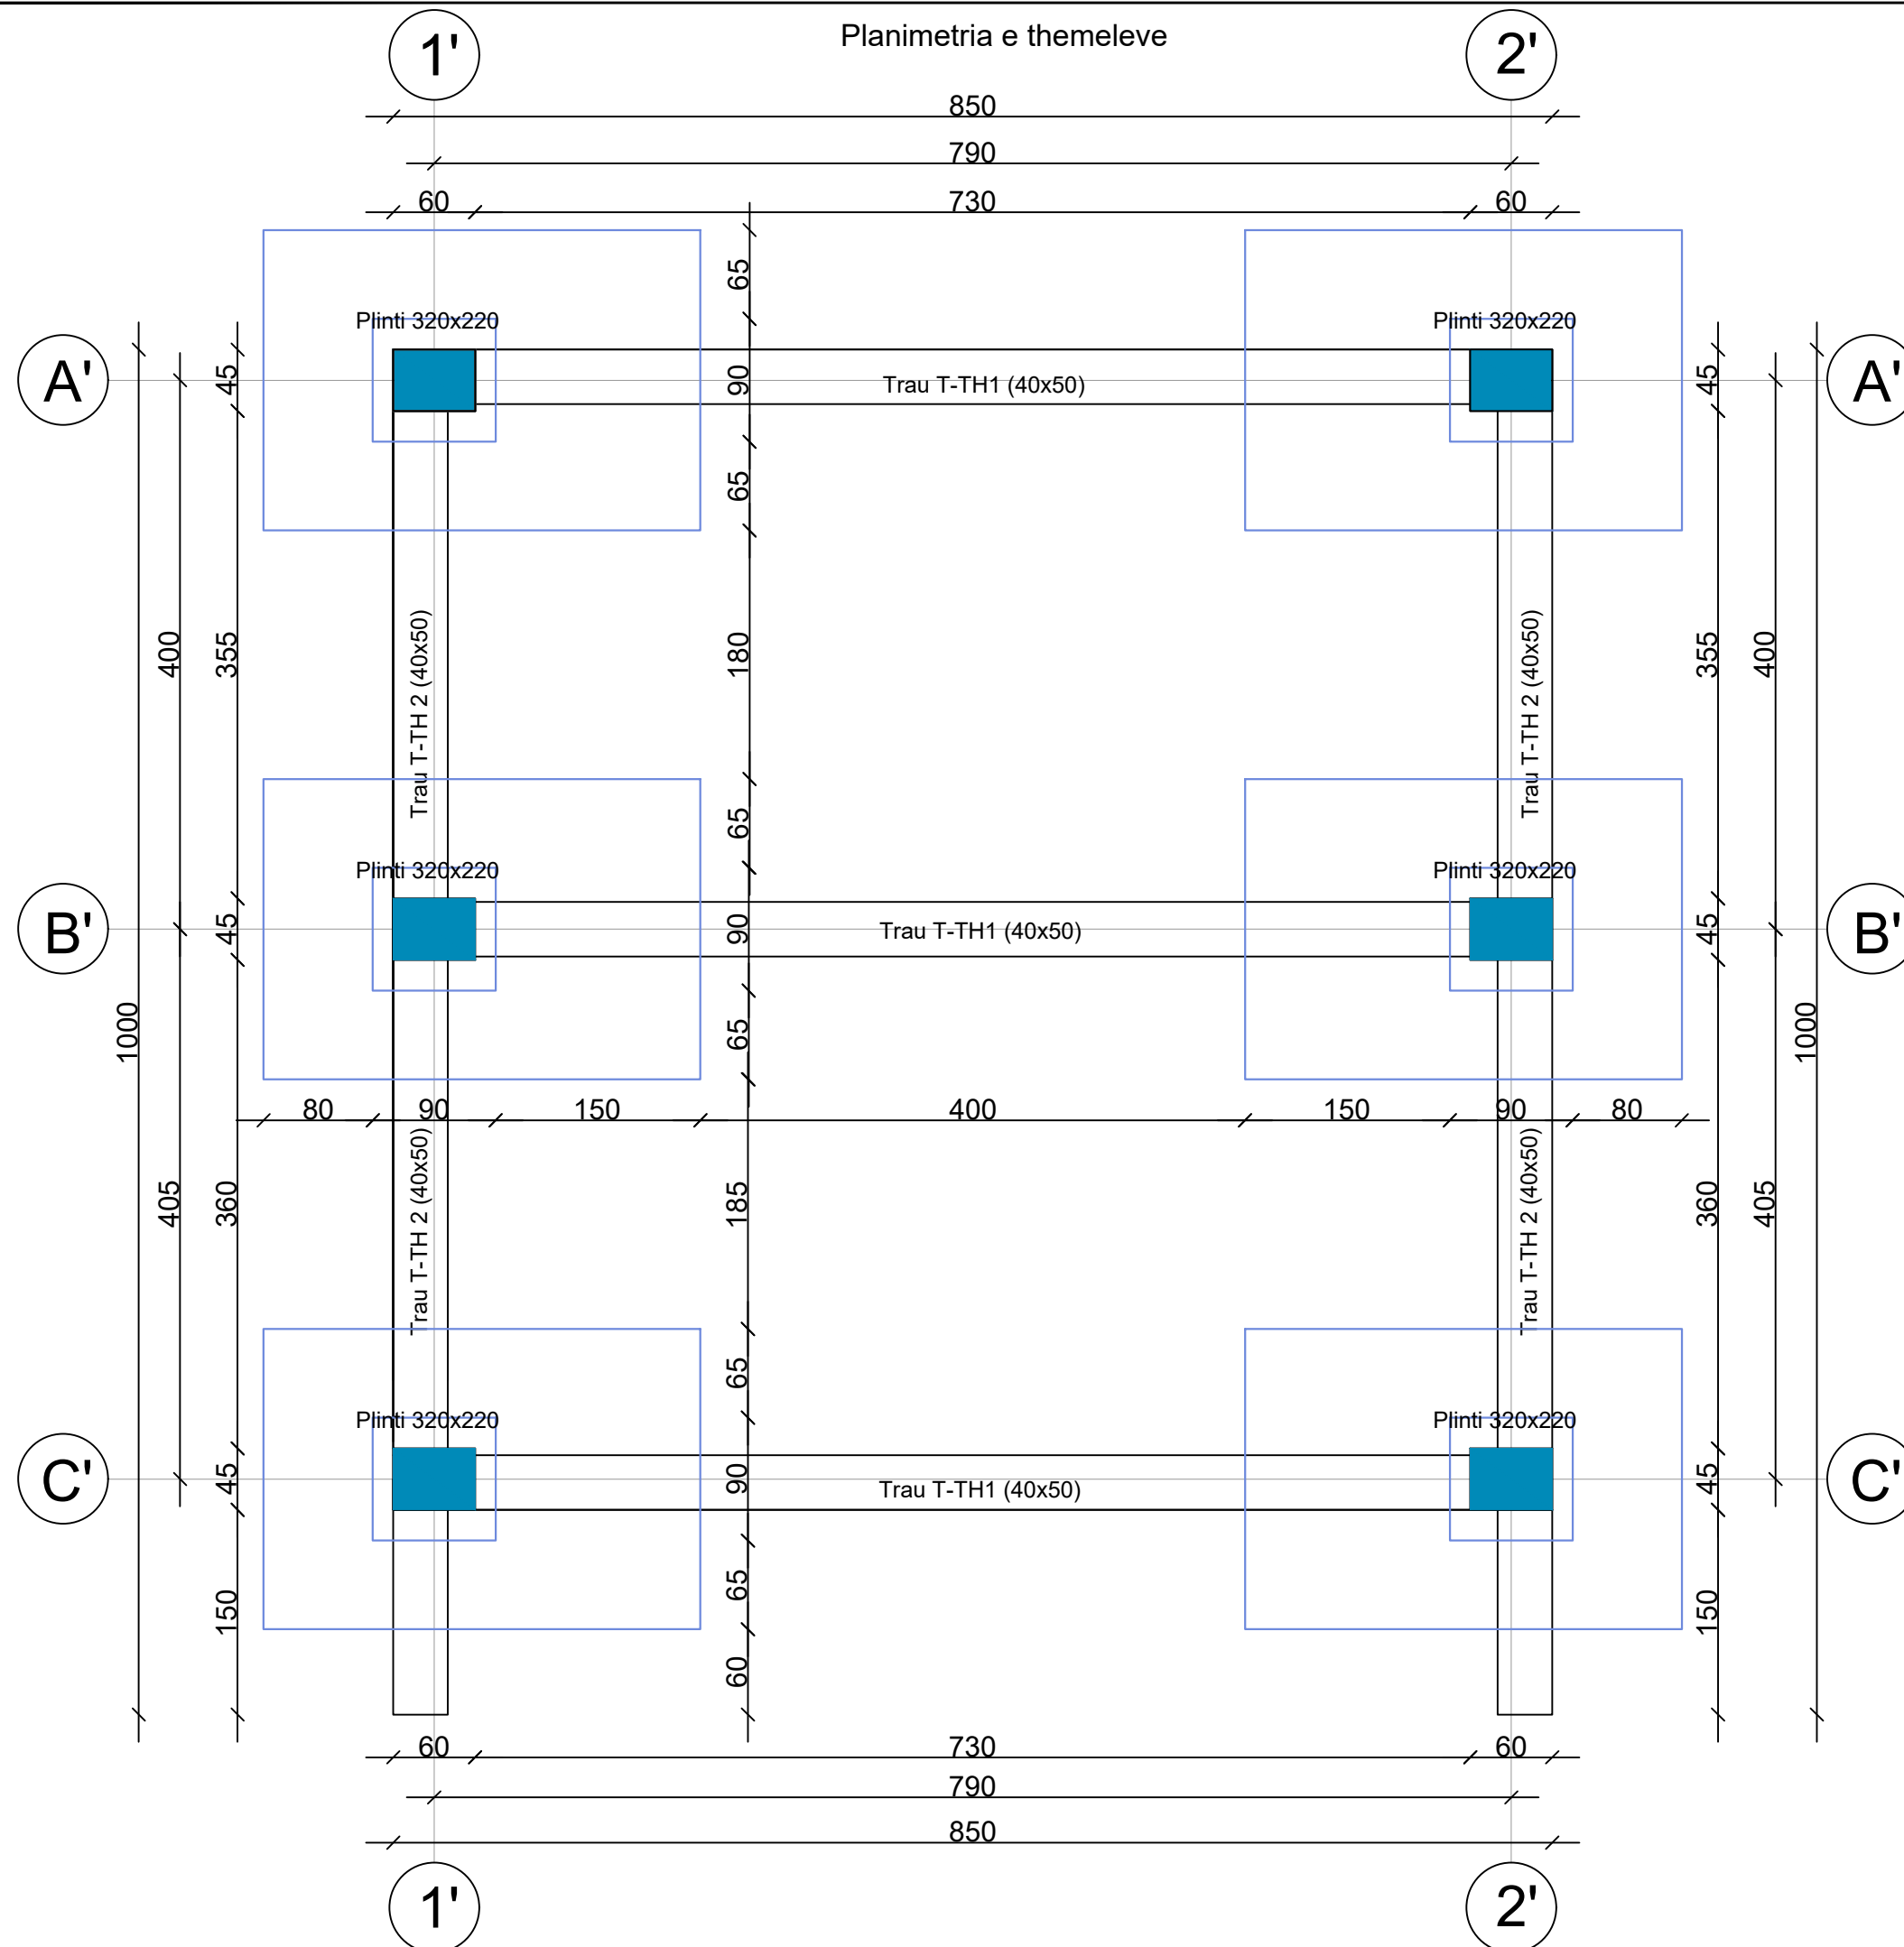 Planimetria e themeleve
1' 2'
850
790
60 730 60
65
Plinti 320x220 Plinti 320x220
A' 45 90 Trau T-TH1 (40x50) 45 A'
65
400 355 Trau T-TH 2 (40x50) 180 Trau T-TH 2 (40x50) 355 400
65
Plinti 320x220 Plinti 320x220
B' 45 90 Trau T-TH1 (40x50) 45 B'
1000 65 1000
80 90 150 400 150 90 80
405 360 Trau T-TH 2 (40x50) 185 Trau T-TH 2 (40x50) 360 405
65
Plinti 320x220 Plinti 320x220
C' 45 90 Trau T-TH1 (40x50) 45 C'
150 65 150
60
60 730 60
790
850
1' 2'